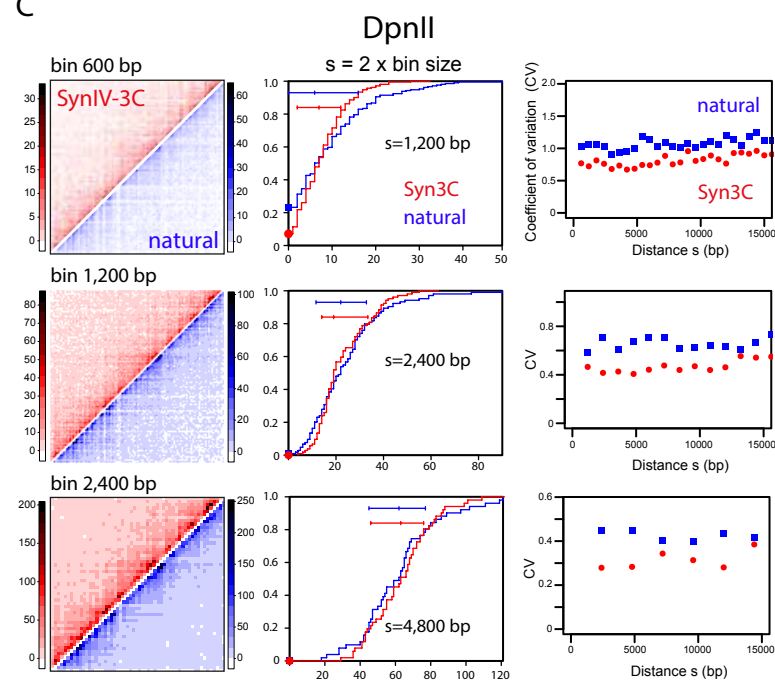 C
DpnII
bin 600 bp
s = 2 x bin size
SynIV-3C
natural
30
25
20
15
10
5
0
60
50
40
30
20
10
0
1.0
0.8
0.6
0.4
0.2
0
s=1,200 bp
Syn3C
natural
0 10 20 30 40 50
Coefficient of variation (CV)
2.0
1.5
1.0
0.5
0
natural
Syn3C
0 5000 10000 15000
Distance s (bp)
bin 1,200 bp
80
70
60
50
40
30
20
10
0
100
80
60
40
20
0
1.0
0.8
0.6
0.4
0.2
0
s=2,400 bp
20 40 60 80
CV
0.8
0.4
0
0 5000 10000 15000
Distance s (bp)
bin 2,400 bp
200
150
100
50
0
250
200
150
100
50
0
1.0
0.8
0.6
0.4
0.2
0
s=4,800 bp
20 40 60 80 100 120
CV
0.6
0.4
0.2
0
0 5000 10000 15000
Distance s (bp)